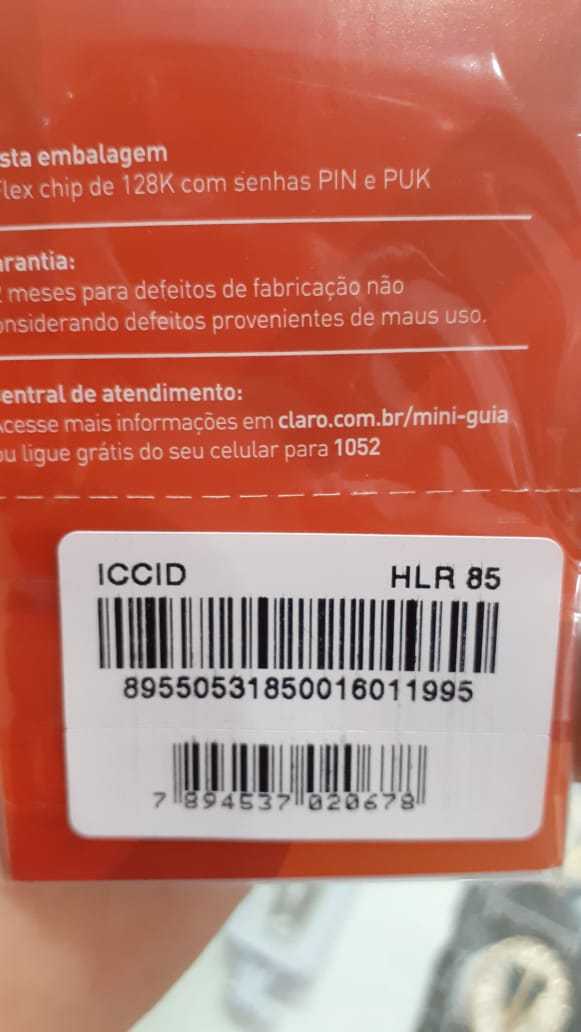 sta embalagem
lex chip de 128K com senhas PIN e PUK
arantia:
meses para defeitos de fabricação não
onsiderando defeitos provenientes de maus uso.
entral de atendimento:
cesse mais informações em claro.com.br/mini-guia
ou ligue grátis do seu celular para 1052
ICCID HLR 85
89550531850016011995
7 894537 020678